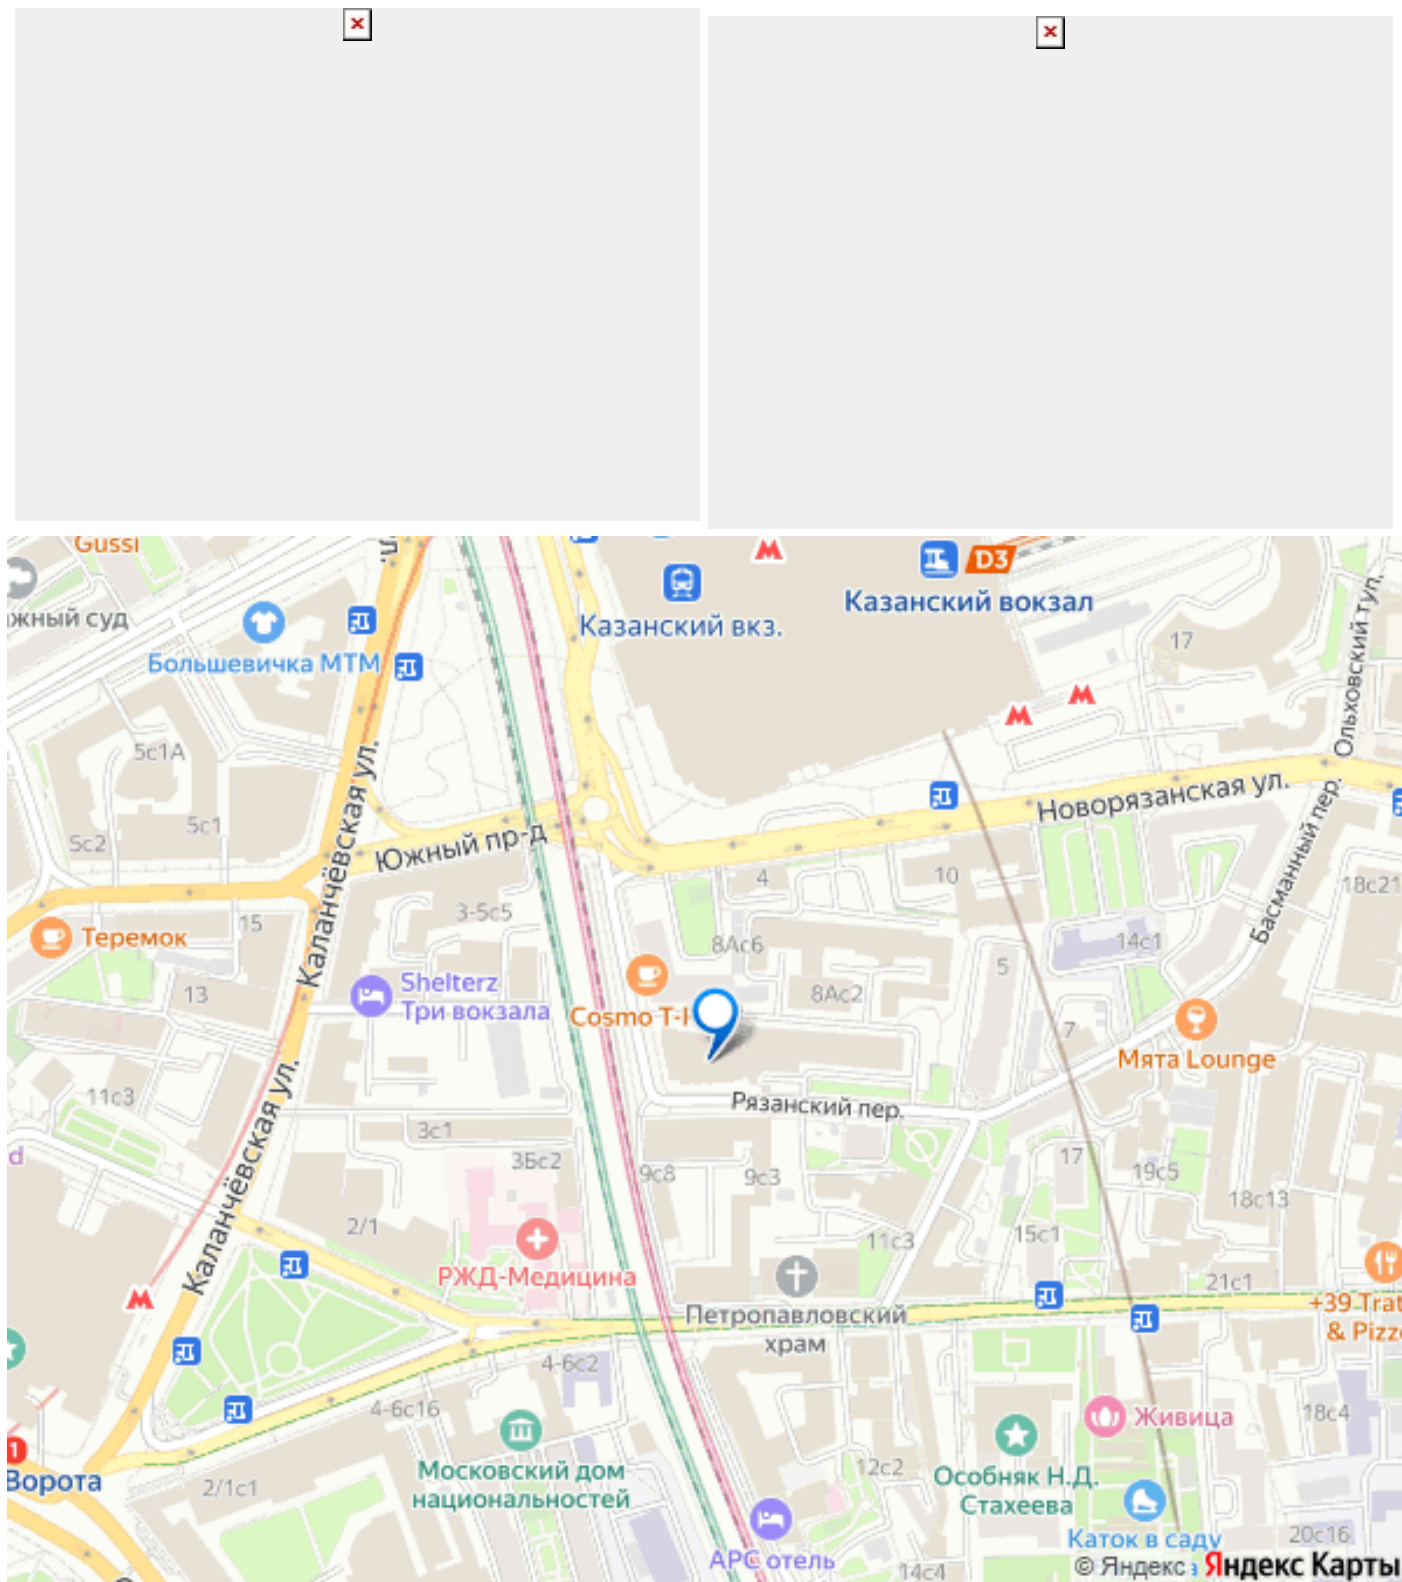 Gussi
жный суд
Большевичка МТМ
Казанский вкз.
D3
Казанский вокзал
17
Ольховский туп.
5с1А
5с2
5с1
Каланчёвская ул.
Южный пр-д
Новорязанская ул.
Басманный пер.
4
10
18с21
3-5с5
15
Теремок
8Ас6
14с1
13
Shelterz
Три вокзала
Cosmo T-I
8Ас2
5
7
Мята Lounge
11с3
Каланчёвская ул.
Рязанский пер.
3с1
3Бс2
d
9с8
9с3
17
19с5
18с13
2/1
11с3
15с1
РЖД-Медицина
21с1
Петропавловский
храм
+39 Trat
& Pizz
4-6с2
4-6с16
Живица
18с4
1
Ворота
2/1с1
Московский дом
национальностей
12с2
Особняк Н.Д.
Стахеева
Каток в саду
20с16
АРС отель
14с4
© Яндекс
Яндекс Карты